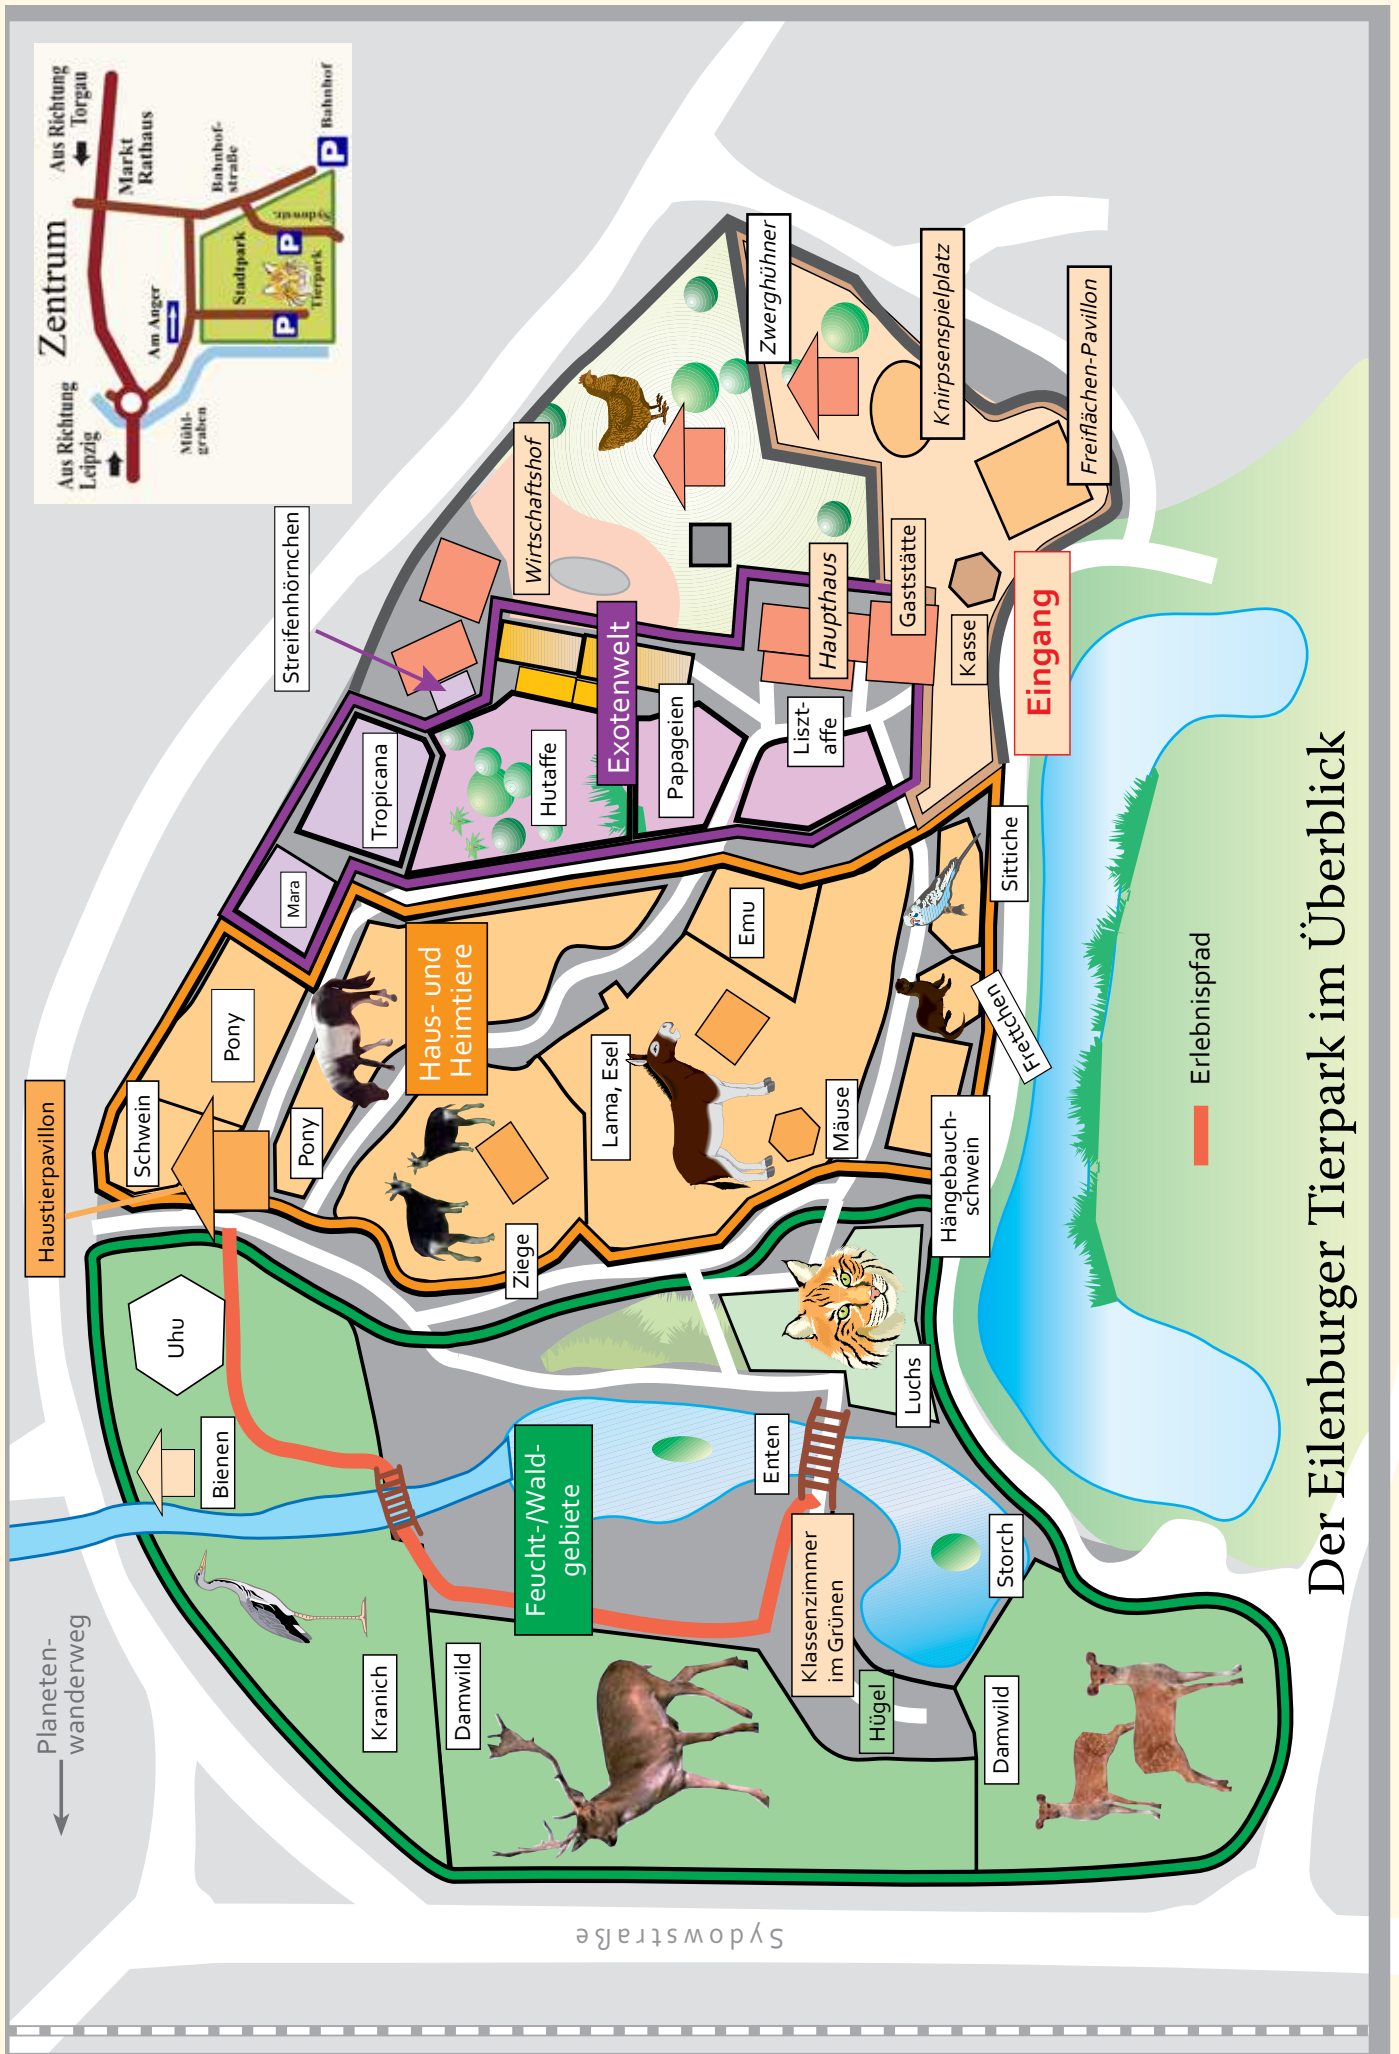 Der Eilenburger Tierpark im Überblick
Zentrum
Aus Richtung
Leipzig
Aus Richtung
Torgau
Markt
Rathaus
Am Anger
Mühl-
graben
Bahnhof-
straße
Stadtpark
Tierpark
Sydowstr.
P
P
P
Bahnhof
Planeten-
wanderweg
Haustierpavillon
Streifenhörnchen
Schwein
Pony
Pony
Mara
Tropicana
Hutaffe
Exotenwelt
Papageien
Liszt-
affe
Wirtschaftshof
Zwerghühner
Knirpsenspielplatz
Freiflächen-Pavillon
Haupthaus
Gaststätte
Kasse
Eingang
Haus- und
Heimtiere
Emu
Lama, Esel
Ziege
Mäuse
Sittiche
Frettchen
Hängebauch-
schwein
Uhu
Bienen
Feucht-/Wald-
gebiete
Enten
Luchs
Storch
Klassenzimmer
im Grünen
Hügel
Kranich
Damwild
Damwild
Sydowstraße
Erlebnispfad